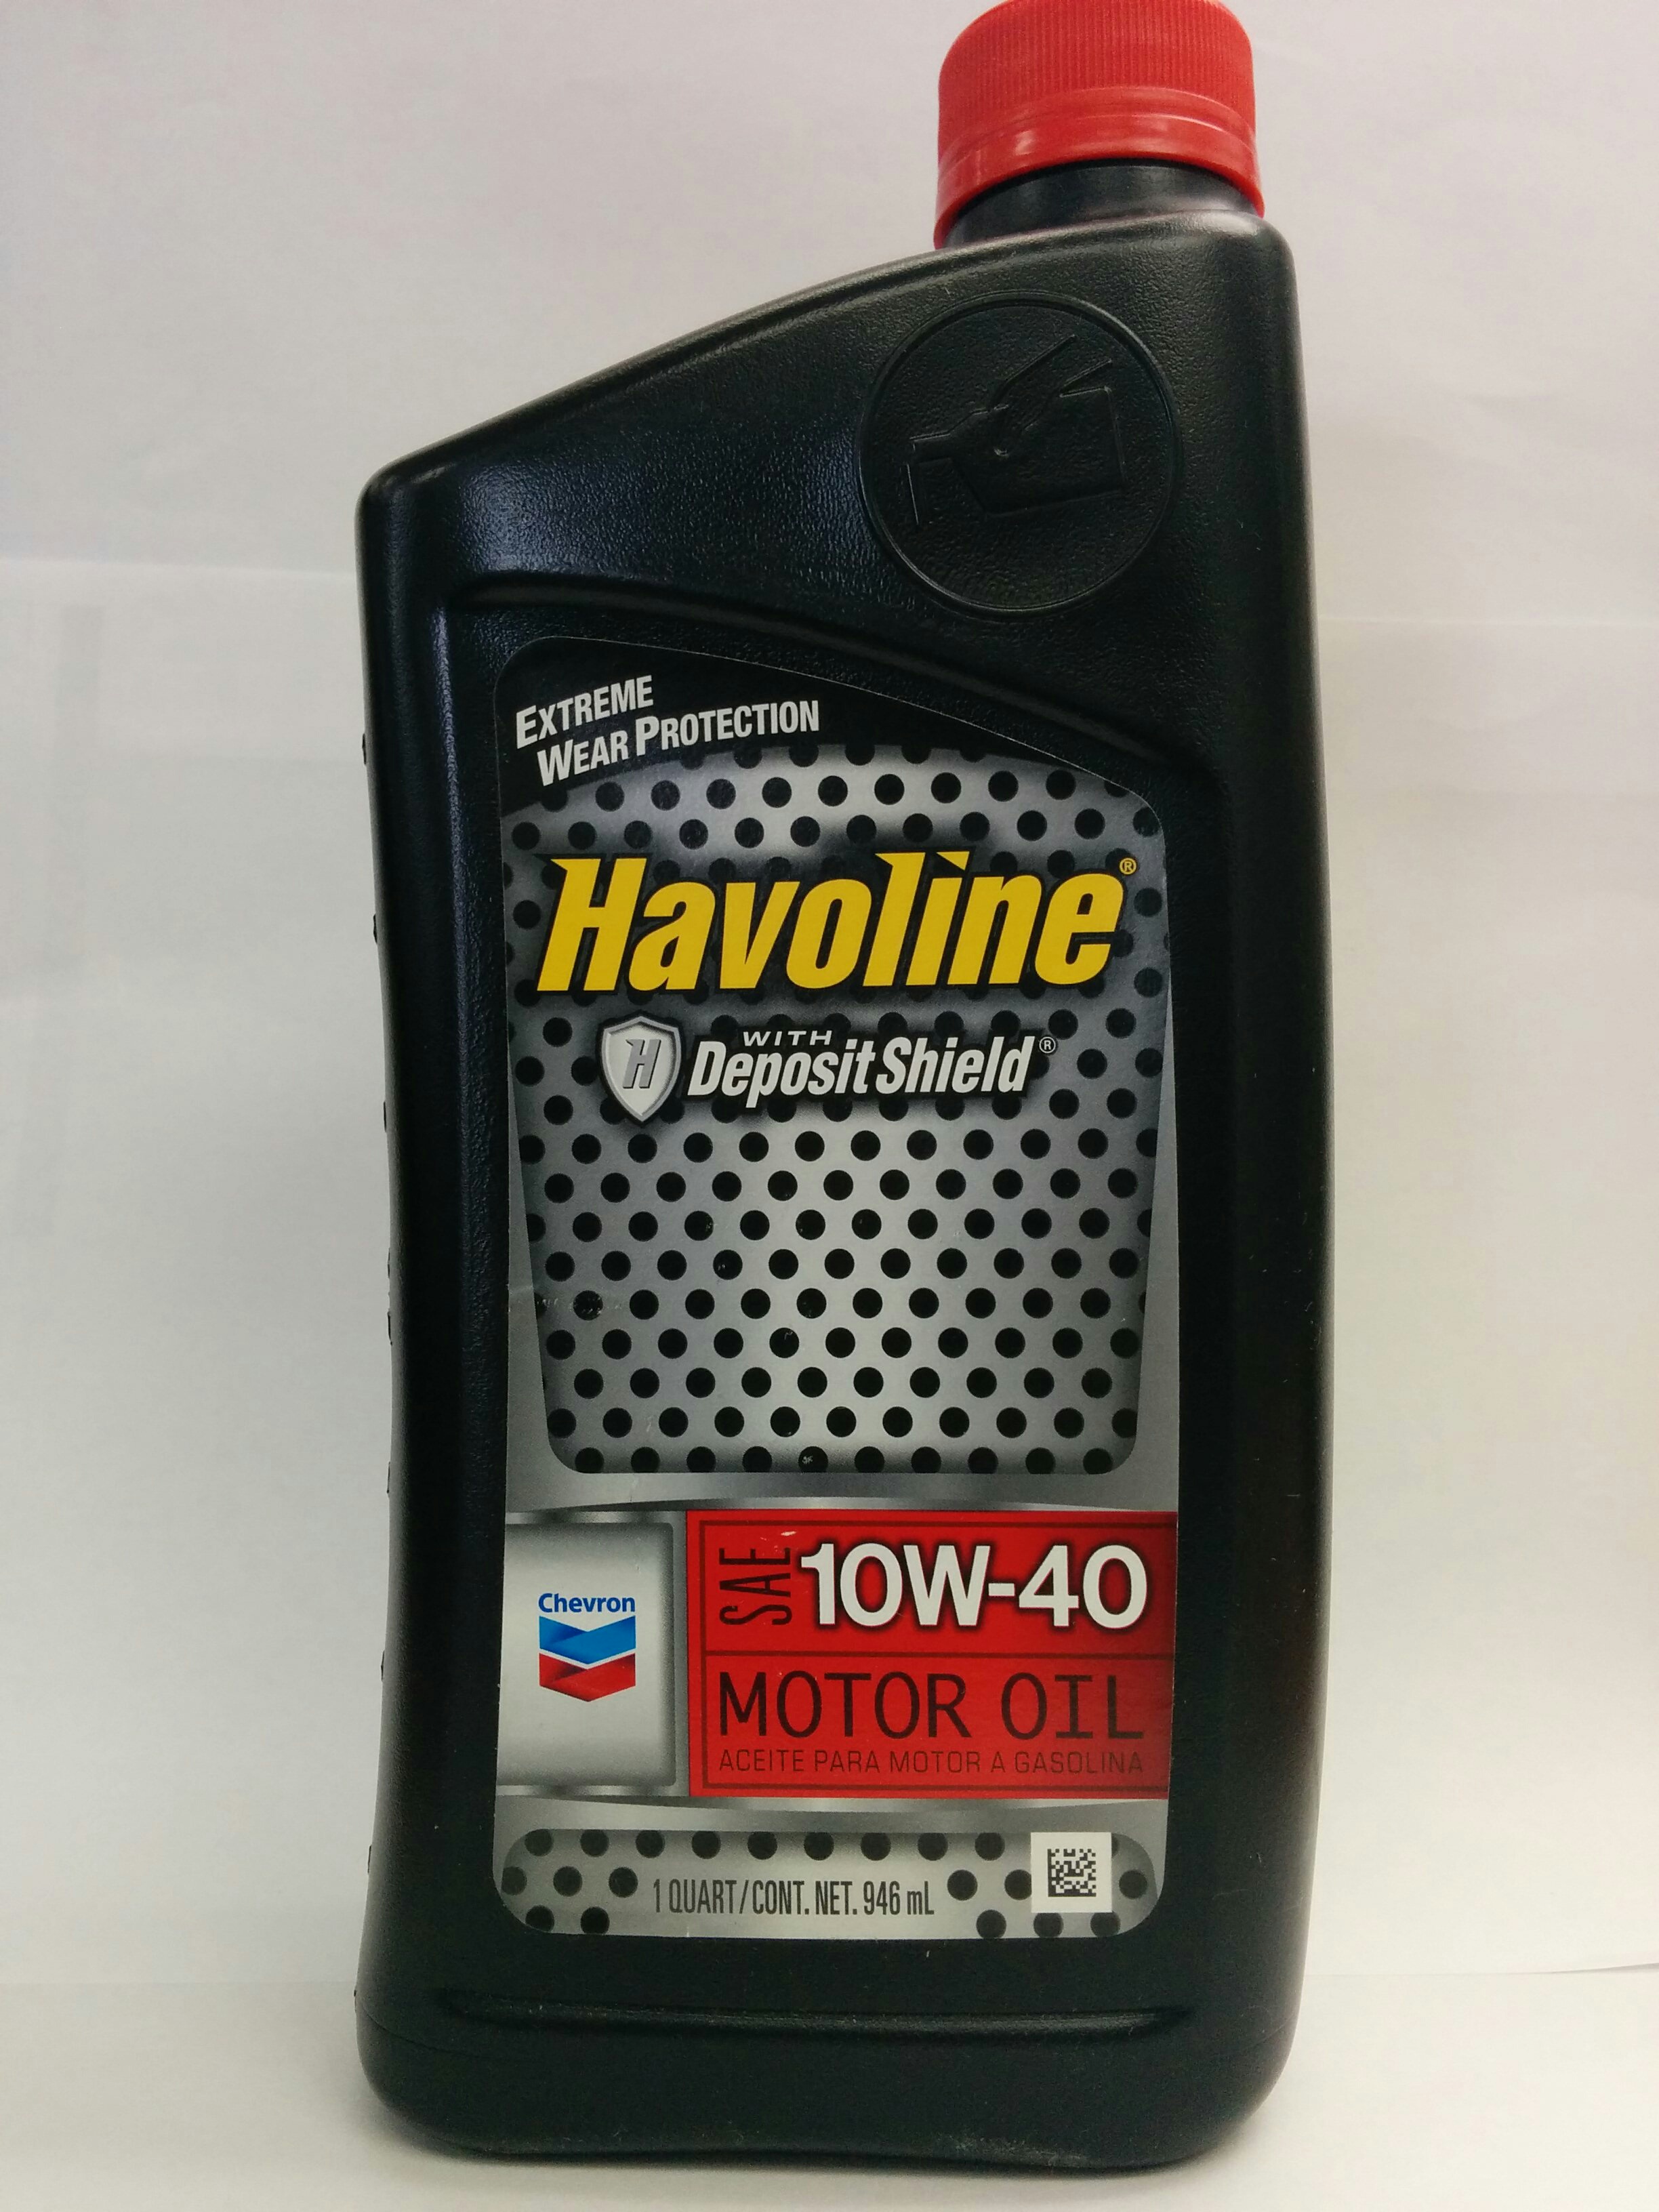 EXTREME
WEAR PROTECTION
Havoline®
H
WITH
Deposit Shield®
Chevron
SAE 10W-40
MOTOR OIL
ACEITE PARA MOTOR A GASOLINA
1 QUART/CONT. NET. 946 mL